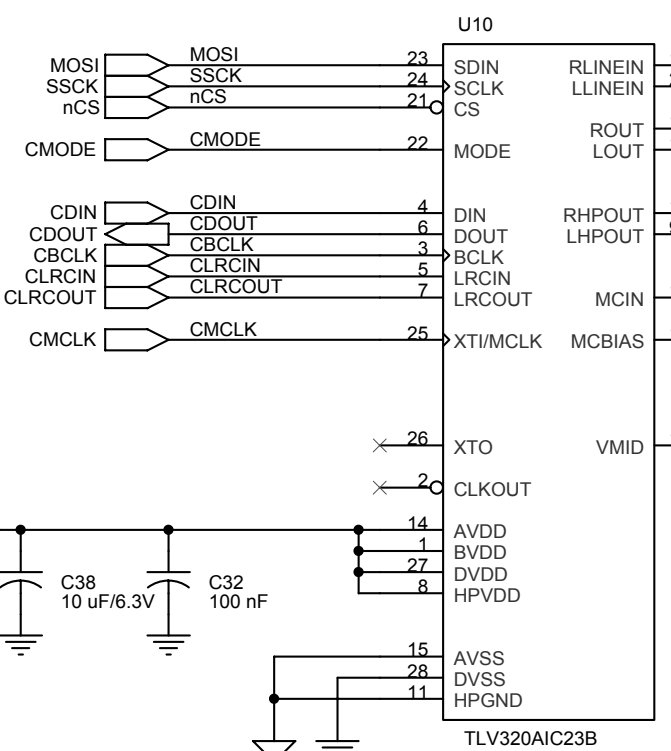 U10
MOSI MOSI 23 SDIN RLINEIN
SSCK SSCK 24 SCLK LLINEIN
nCS nCS 21 CS
ROUT
CMODE CMODE 22 MODE LOUT
CDIN CDIN 4 DIN RHPOUT
CDOUT CDOUT 6 DOUT LHPOUT
CBCLK CBCLK 3 BCLK
CLRCIN CLRCIN 5 LRCIN
CLRCOUT CLRCOUT 7 LRCOUT MCIN
CMCLK CMCLK 25 XTI/MCLK MCBIAS
26 XTO VMID
2 CLKOUT
14 AVDD
1 BVDD
27 DVDD
8 HPVDD
C38
10 uF/6.3V
C32
100 nF
15 AVSS
28 DVSS
11 HPGND
TLV320AIC23B